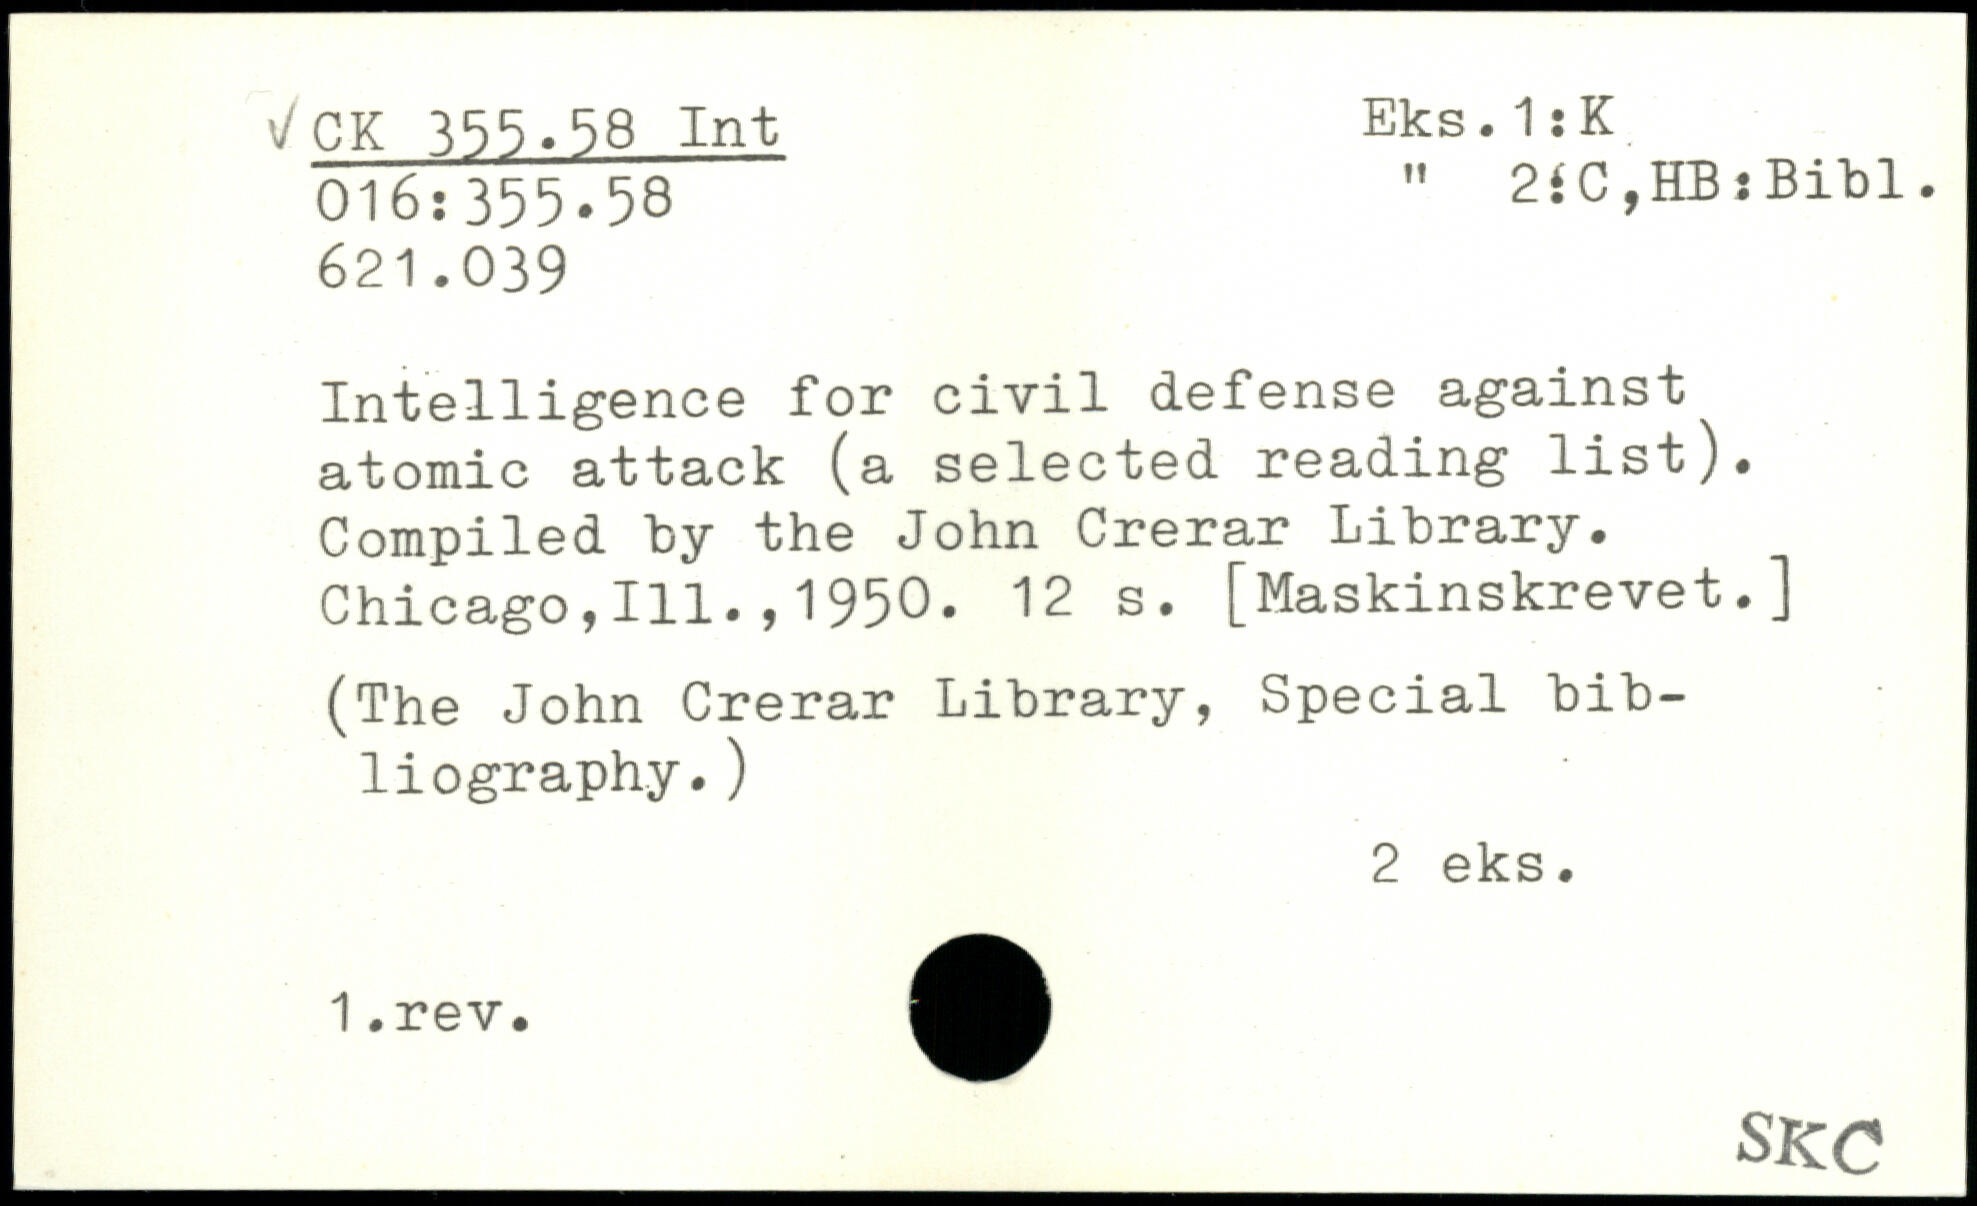 √ CK 355.58 Int
016:355.58
621.039
Eks.1:K
" 2:C,HB:Bibl.
Intelligence for civil defense against
atomic attack (a selected reading list).
Compiled by the John Crerar Library.
Chicago,Ill.,1950. 12 s. [Maskinskrevet.]
(The John Crerar Library, Special bib-
liography.)
2 eks.
1.rev.
SKC